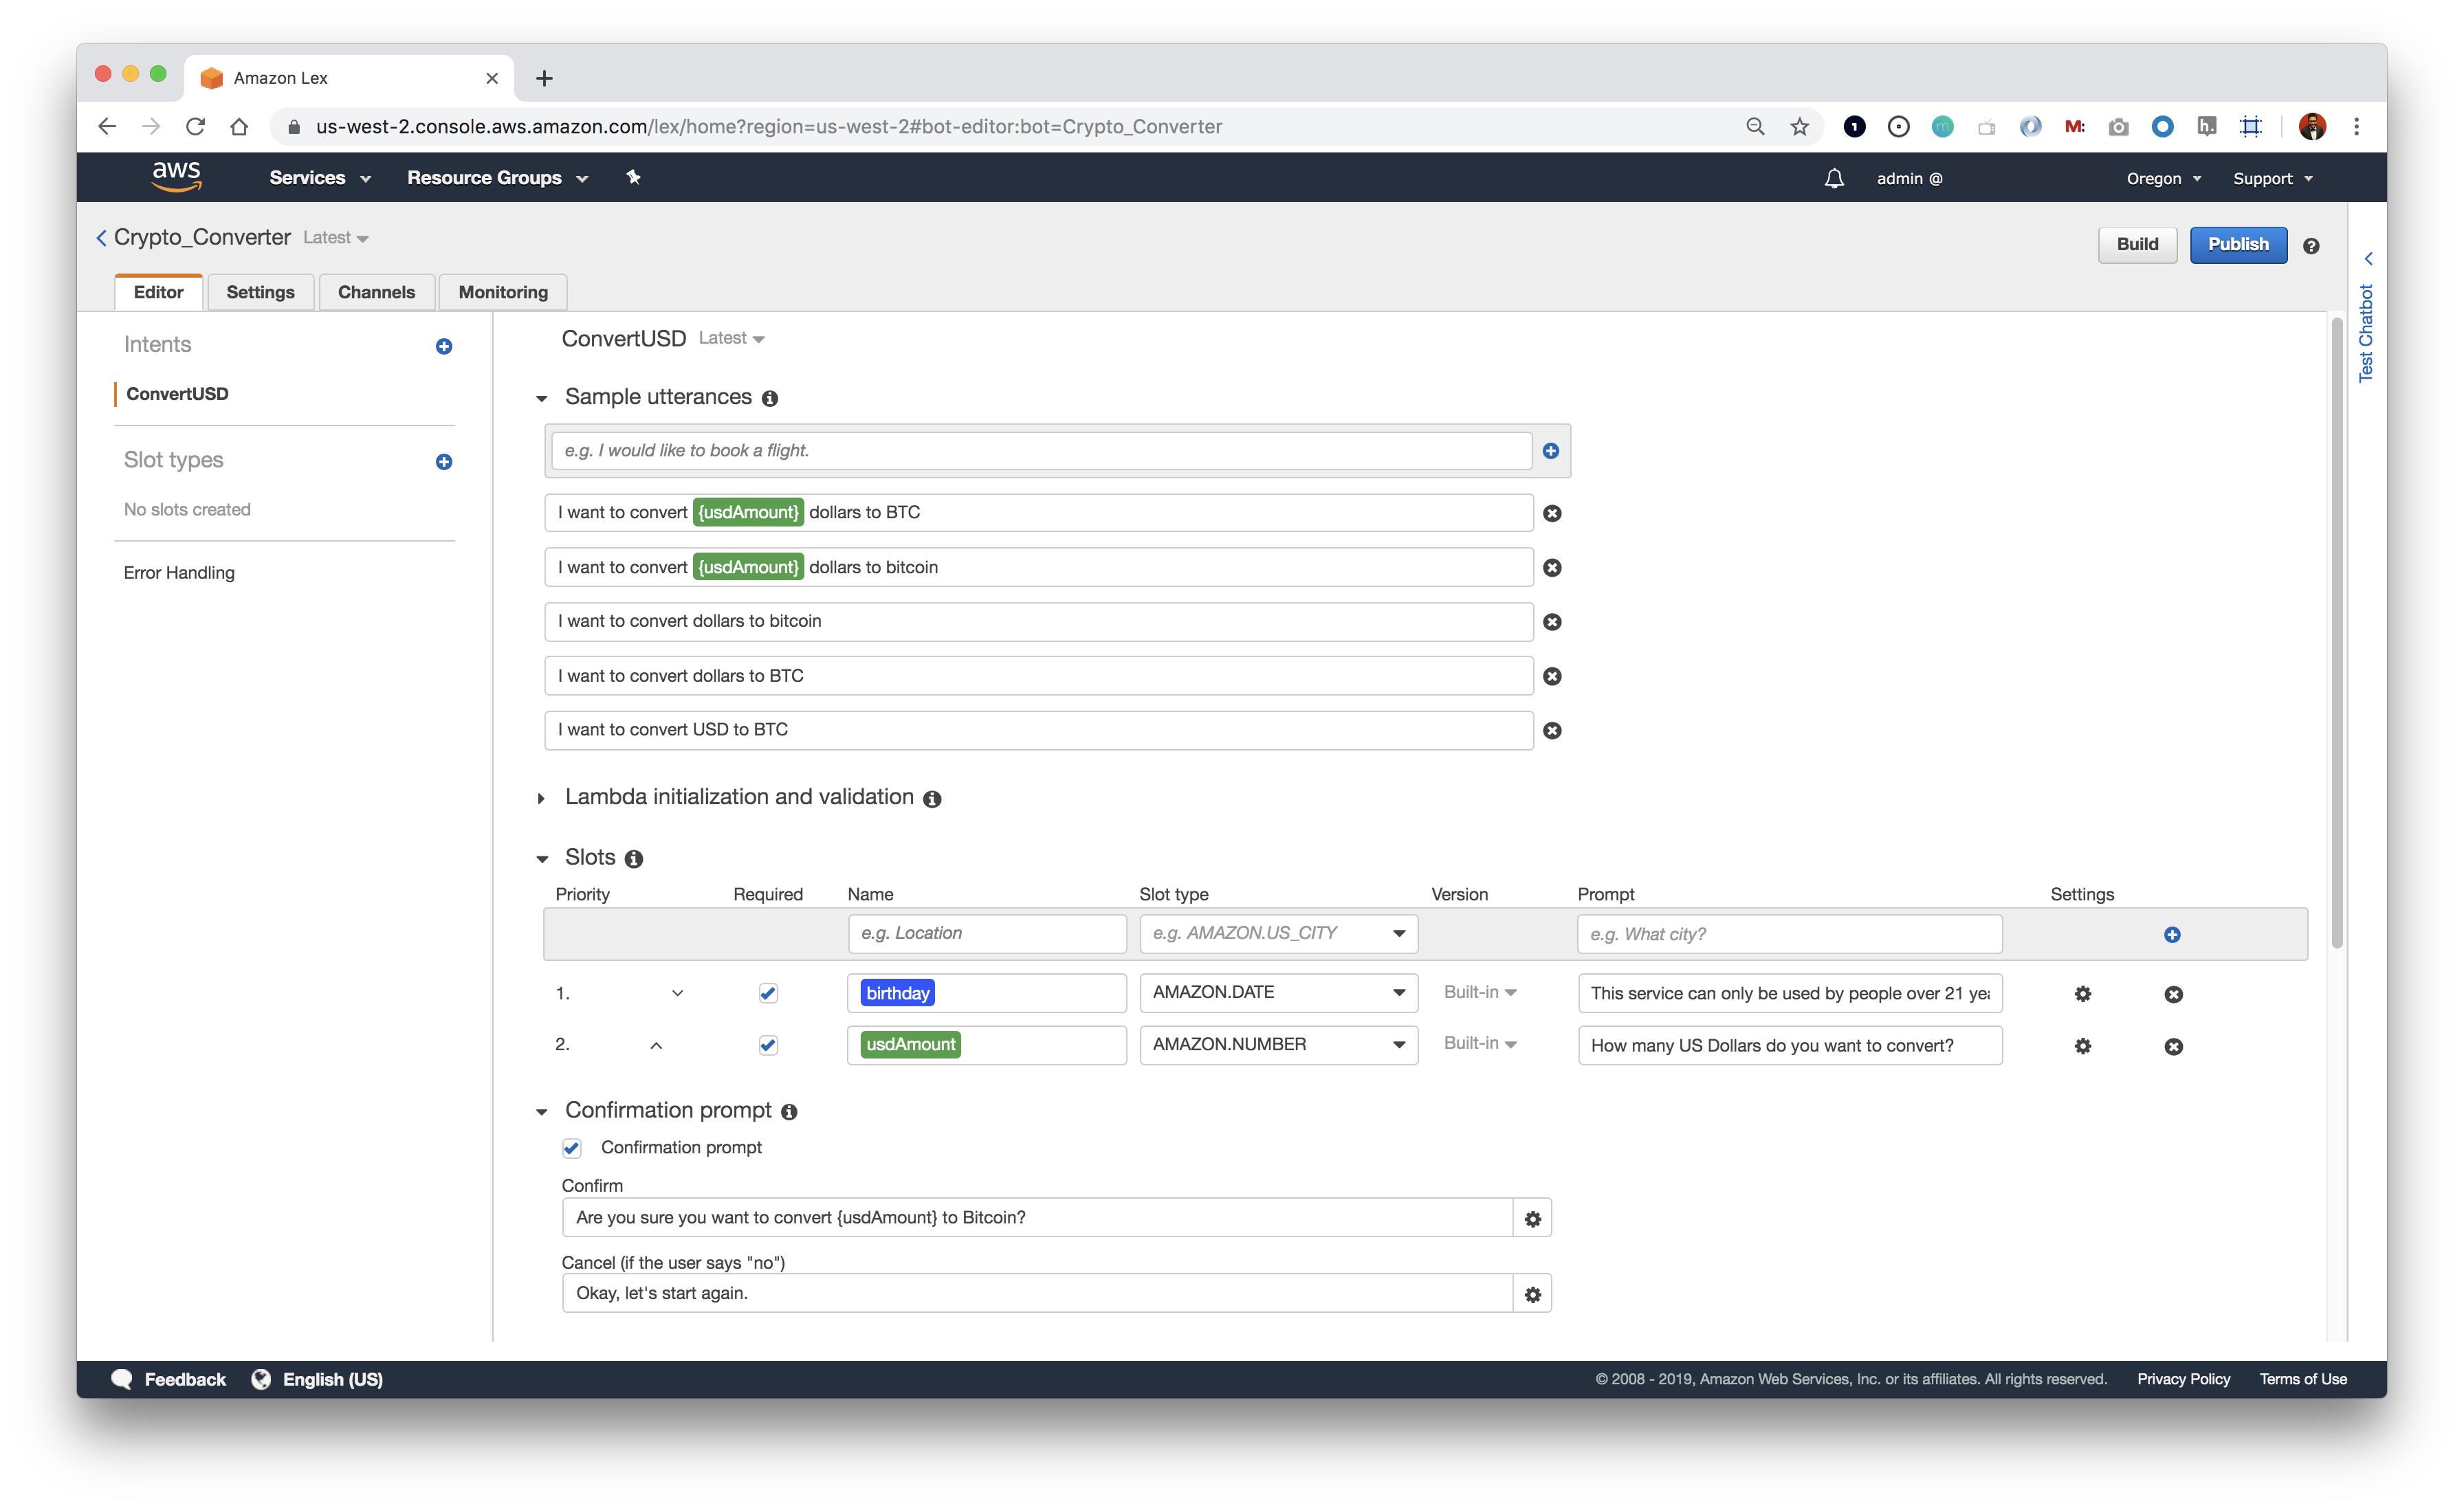 Amazon Lex
us-west-2.console.aws.amazon.com/lex/home?region=us-west-2#bot-editor:bot=Crypto_Converter
1
m
M:
h.
aws
Services
Resource Groups
admin @
Oregon
Support
Crypto_Converter Latest
Build
Publish
Editor
Settings
Channels
Monitoring
Test Chatbot
Intents
ConvertUSD
Slot types
No slots created
Error Handling
ConvertUSD Latest
Sample utterances
e.g. I would like to book a flight.
I want to convert {usdAmount} dollars to BTC
I want to convert {usdAmount} dollars to bitcoin
I want to convert dollars to bitcoin
I want to convert dollars to BTC
I want to convert USD to BTC
Lambda initialization and validation
Slots
Priority Required Name Slot type Version Prompt Settings
e.g. Location e.g. AMAZON.US_CITY e.g. What city?
1. birthday AMAZON.DATE Built-in This service can only be used by people over 21 yea
2. usdAmount AMAZON.NUMBER Built-in How many US Dollars do you want to convert?
Confirmation prompt
Confirmation prompt
Confirm
Are you sure you want to convert {usdAmount} to Bitcoin?
Cancel (if the user says "no")
Okay, let's start again.
Feedback English (US)
© 2008 - 2019, Amazon Web Services, Inc. or its affiliates. All rights reserved. Privacy Policy Terms of Use